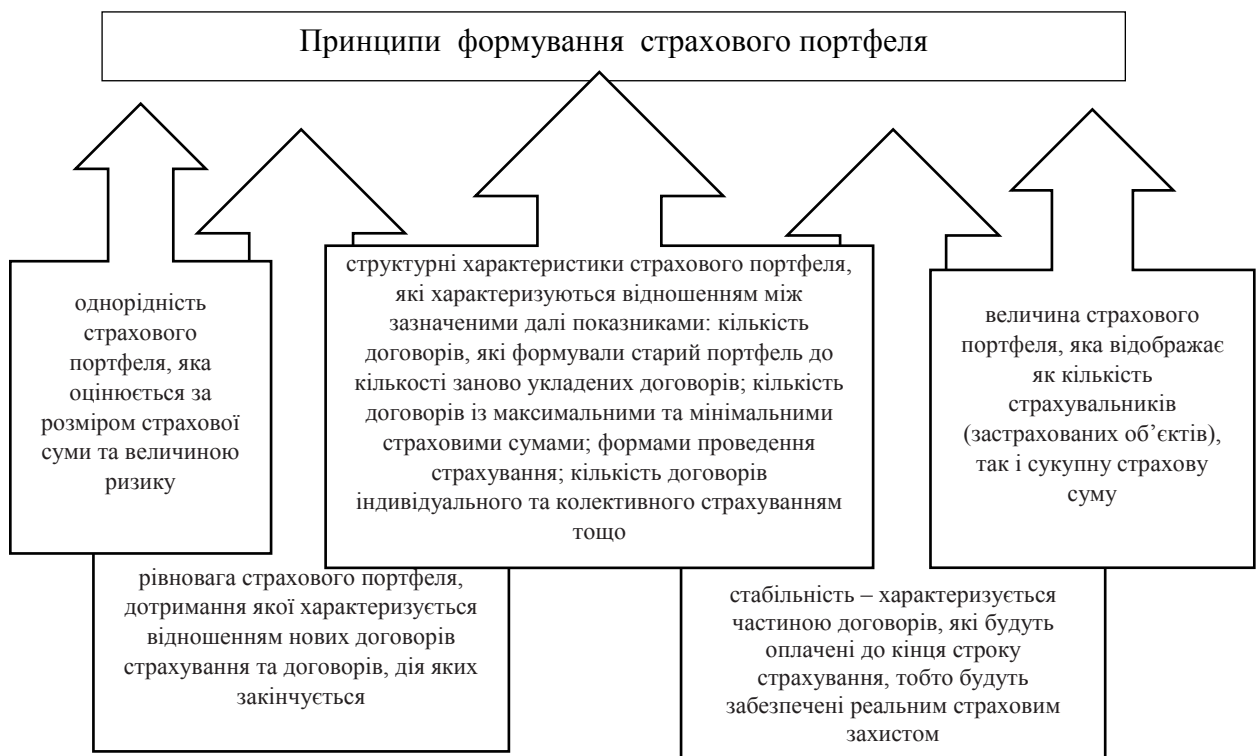 Принципи формування страхового портфеля
однорідність
страхового
портфеля, яка
оцінюється за
розміром страхової
суми та величиною
ризику
структурні характеристики страхового портфеля,
які характеризуються відношенням між
зазначеними далі показниками: кількість
договорів, які формували старий портфель до
кількості заново укладених договорів; кількість
договорів із максимальними та мінімальними
страховими сумами; формами проведення
страхування; кількість договорів
індивідуального та колективного страхуванням
тощо
величина страхового
портфеля, яка відображає
як кількість
страхувальників
(застрахованих об’єктів),
так і сукупну страхову
суму
рівновага страхового портфеля,
дотримання якої характеризується
відношенням нових договорів
страхування та договорів, дія яких
закінчується
стабільність – характеризується
частиною договорів, які будуть
оплачені до кінця строку
страхування, тобто будуть
забезпечені реальним страховим
захистом